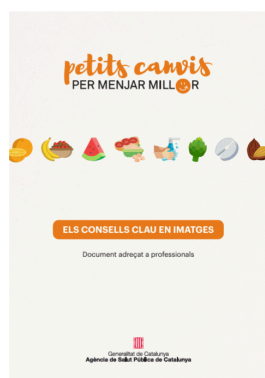 petits canvis
PER MENJAR MILLOR
ELS CONSELLS CLAU EN IMATGES
Document adreçat a professionals
Generalitat de Catalunya
Agència de Salut Pública de Catalunya